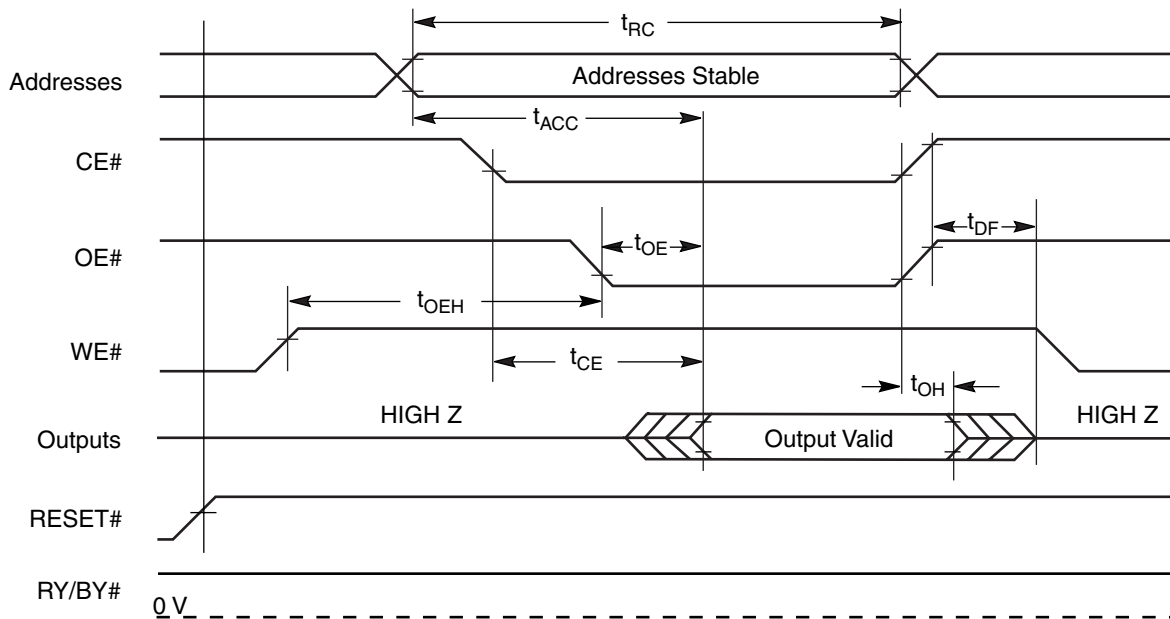 tRC
Addresses
Addresses Stable
tACC
CE#
tDF
OE#
tOE
tOEH
WE#
tCE
tOH
HIGH Z
HIGH Z
Outputs
Output Valid
RESET#
RY/BY#
0 V